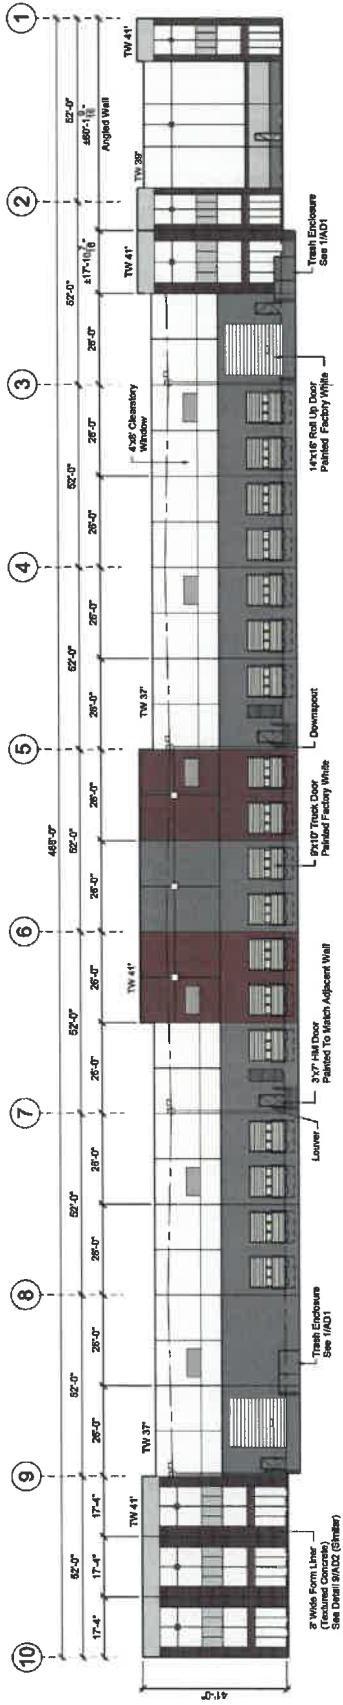 10
9
8
7
6
5
4
3
2
1
468'-0"
52'-0"
52'-0"
52'-0"
52'-0"
52'-0"
52'-0"
52'-0"
52'-0"
52'-0"
17'-4"
17'-4"
17'-4"
26'-0"
26'-0"
26'-0"
26'-0"
26'-0"
26'-0"
26'-0"
26'-0"
26'-0"
26'-0"
26'-0"
26'-0"
26'-0"
Angled Wall
TW 41'
TW 37'
TW 41'
TW 37'
TW 41'
TW 39'
TW 41'
4'x8' Clearstory
Window
41'-0"
3' Wide Form Liner
(Textured Concrete)
See Detail 9/AD2 (Similar)
Trash Enclosure
See 1/AD1
Louver
3'x7' HM Door
Painted To Match Adjacent Wall
9'x10' Truck Door
Painted Factory White
Downspout
14'x16' Roll Up Door
Painted Factory White
Trash Enclosure
See 1/AD1